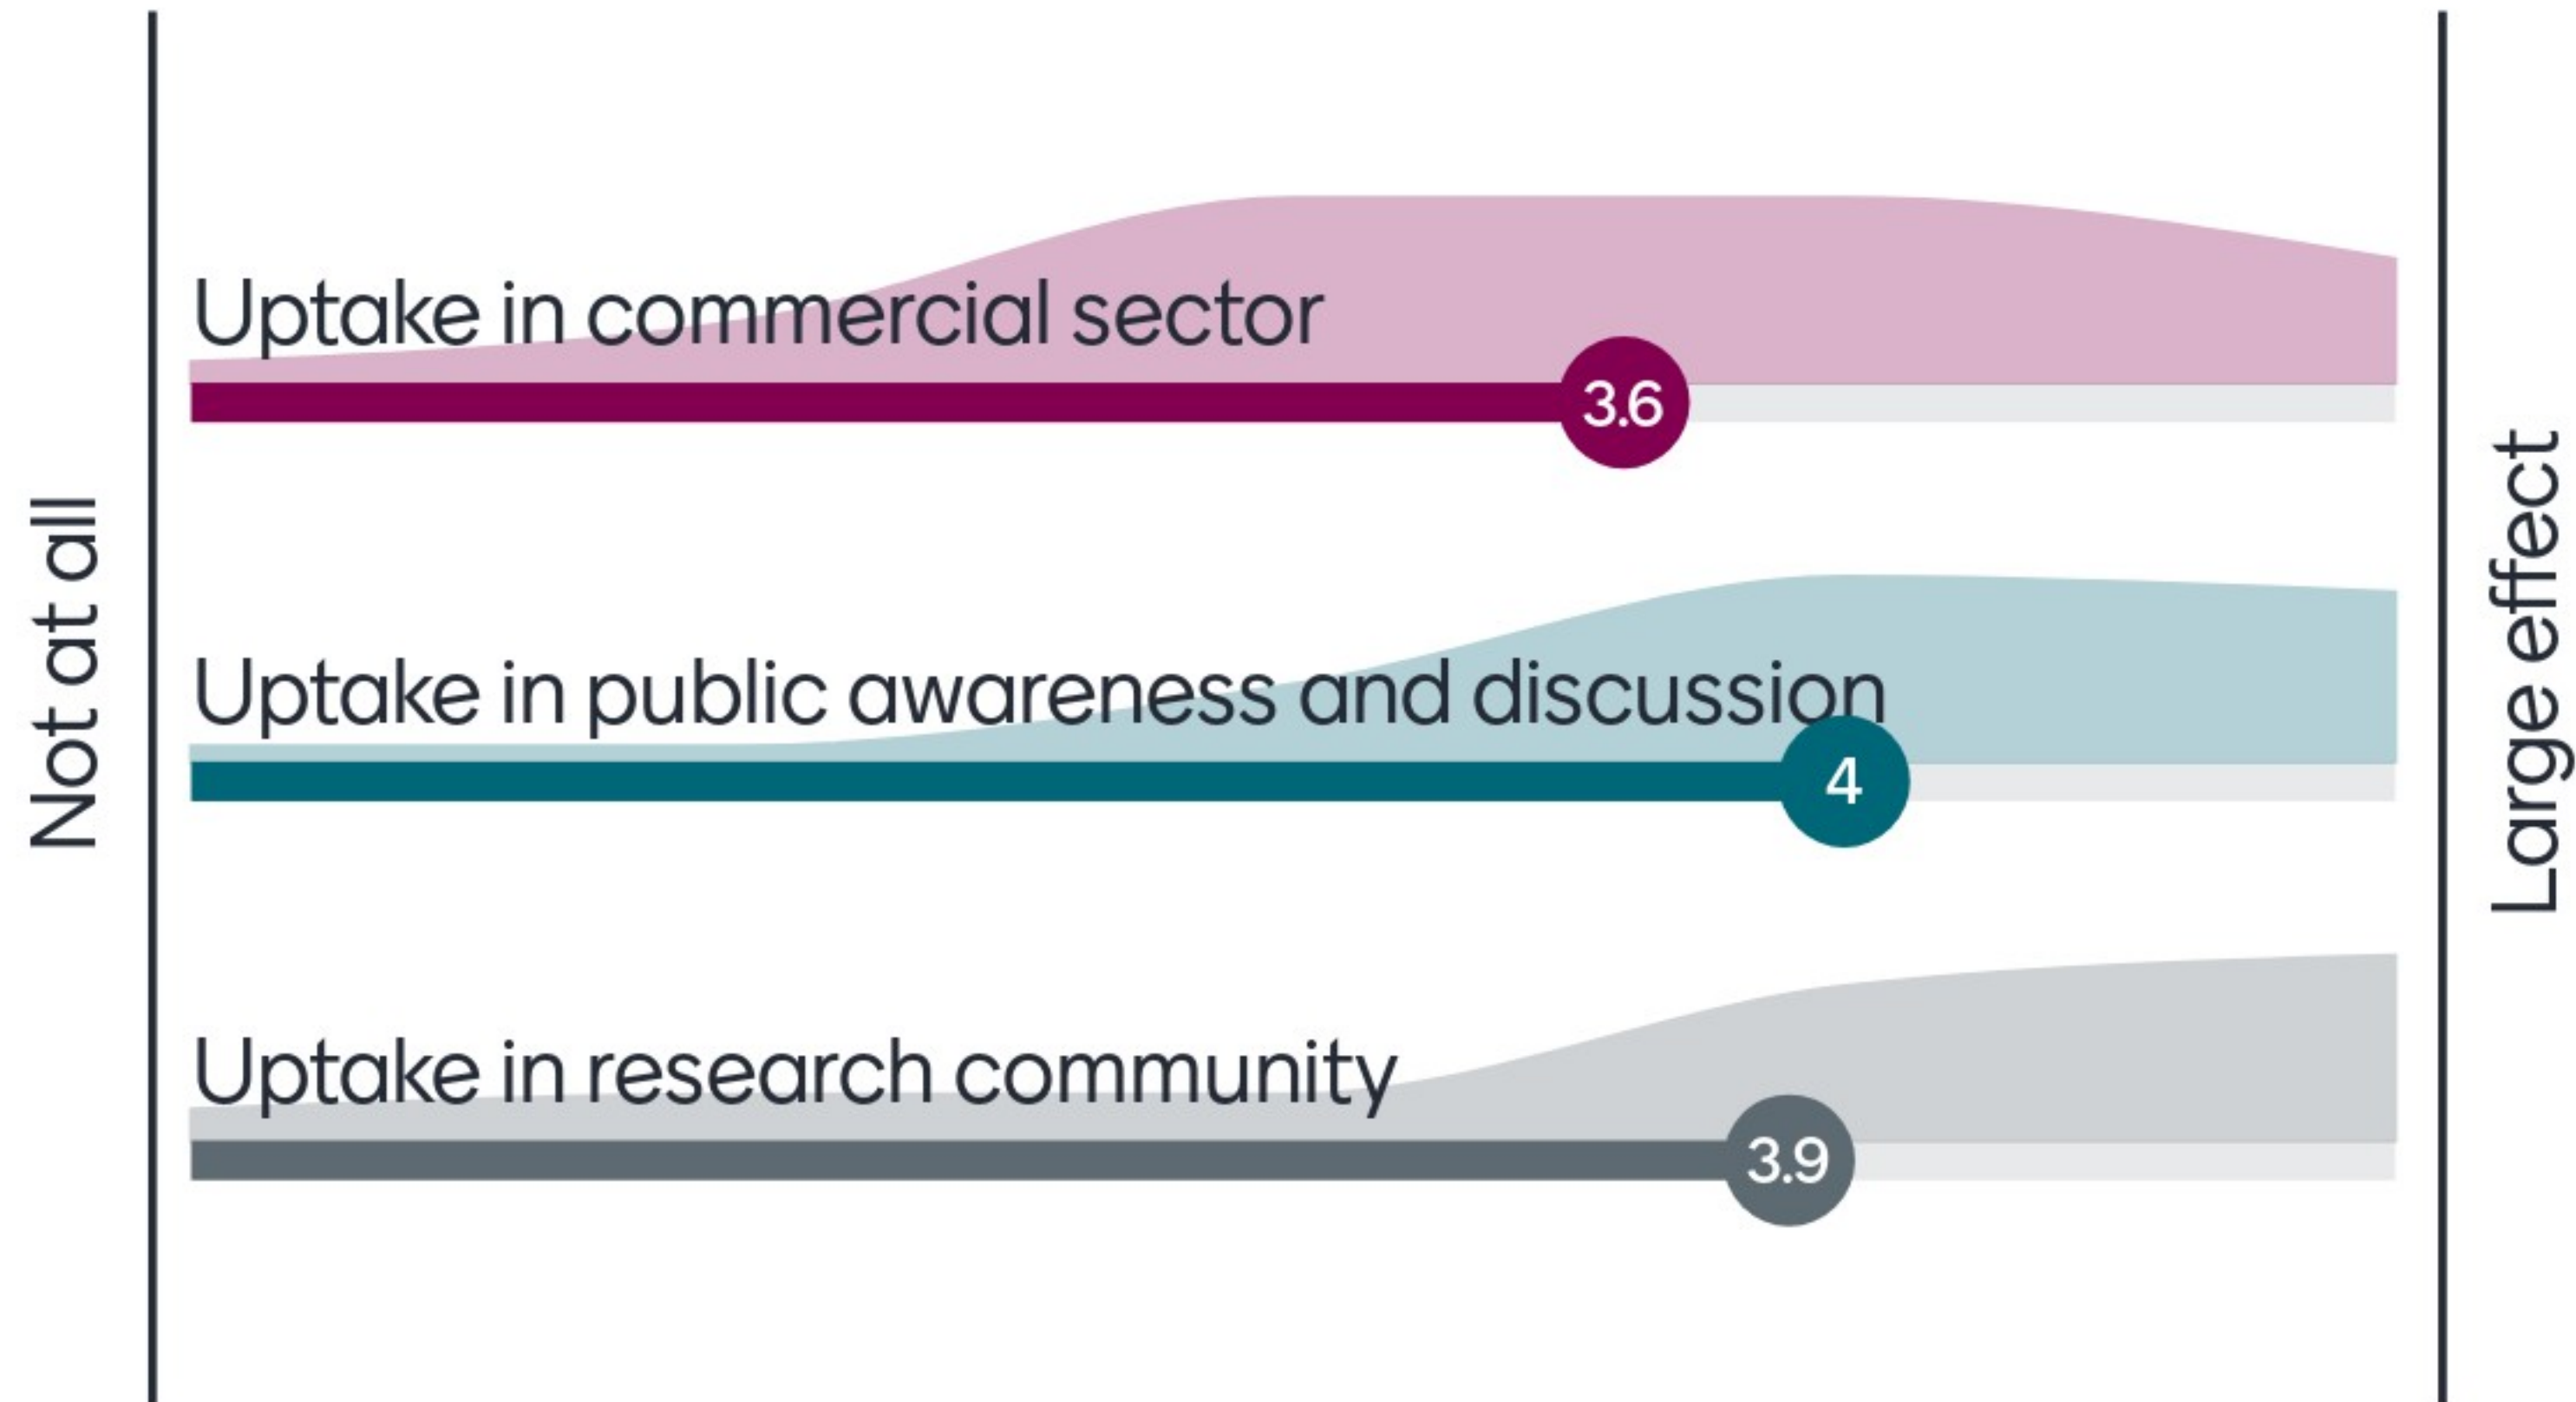 Not at all
Uptake in commercial sector
3.6
Uptake in public awareness and discussion
4
Uptake in research community
3.9
Large effect